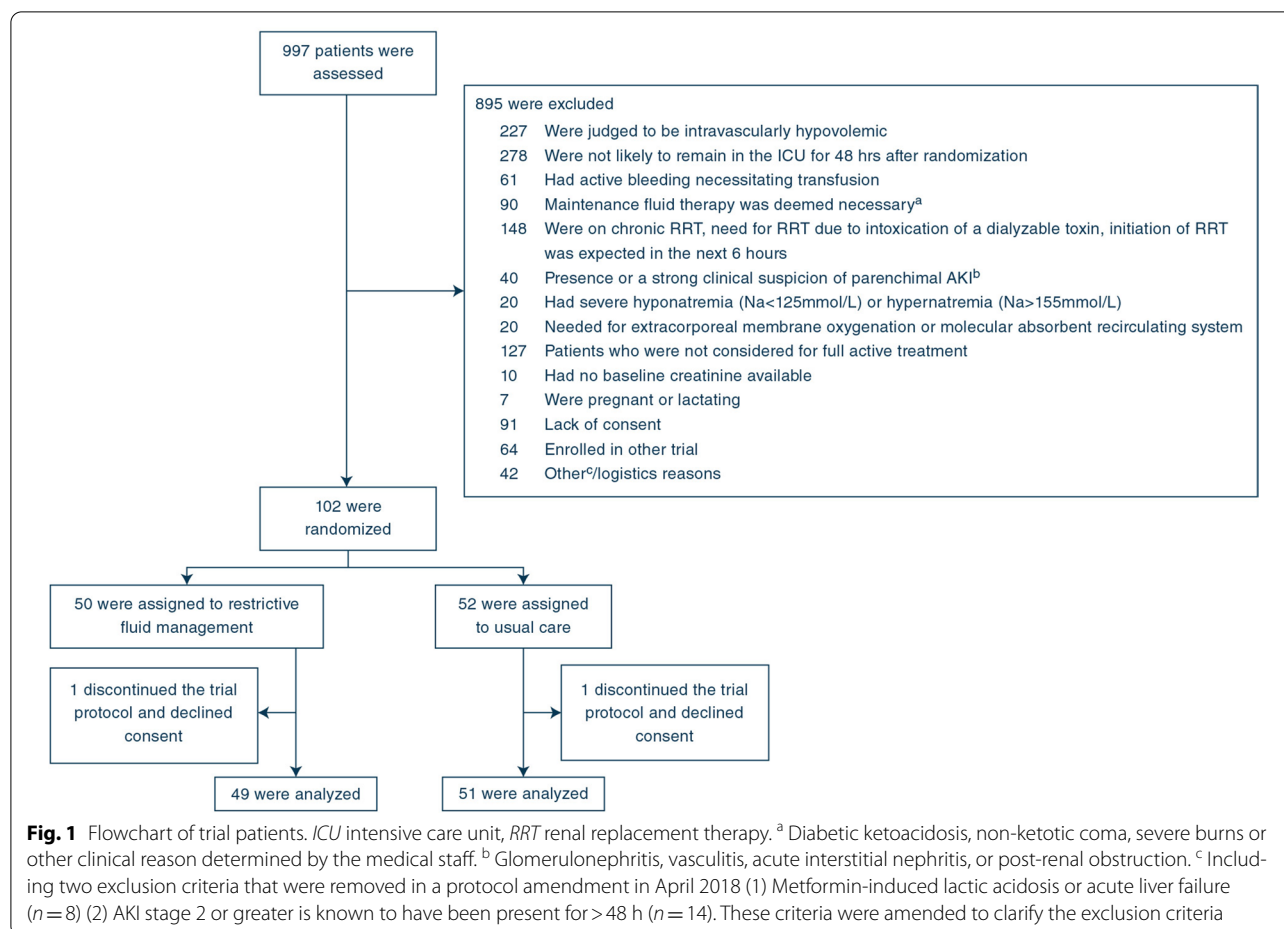 997 patients were
assessed
895 were excluded
227 Were judged to be intravascularly hypovolemic
278 Were not likely to remain in the ICU for 48 hrs after randomization
61 Had active bleeding necessitating transfusion
90 Maintenance fluid therapy was deemed necessaryᵃ
148 Were on chronic RRT, need for RRT due to intoxication of a dialyzable toxin, initiation of RRT
was expected in the next 6 hours
40 Presence or a strong clinical suspicion of parenchimal AKIᵇ
20 Had severe hyponatremia (Na<125mmol/L) or hypernatremia (Na>155mmol/L)
20 Needed for extracorporeal membrane oxygenation or molecular absorbent recirculating system
127 Patients who were not considered for full active treatment
10 Had no baseline creatinine available
7 Were pregnant or lactating
91 Lack of consent
64 Enrolled in other trial
42 Otherᶜ/logistics reasons
102 were
randomized
50 were assigned to restrictive
fluid management
52 were assigned
to usual care
1 discontinued the trial
protocol and declined
consent
1 discontinued the trial
protocol and declined
consent
49 were analyzed
51 were analyzed
Fig. 1 Flowchart of trial patients. ICU intensive care unit, RRT renal replacement therapy. ᵃ Diabetic ketoacidosis, non-ketotic coma, severe burns or
other clinical reason determined by the medical staff. ᵇ Glomerulonephritis, vasculitis, acute interstitial nephritis, or post-renal obstruction. ᶜ Includ-
ing two exclusion criteria that were removed in a protocol amendment in April 2018 (1) Metformin-induced lactic acidosis or acute liver failure
(n = 8) (2) AKI stage 2 or greater is known to have been present for > 48 h (n = 14). These criteria were amended to clarify the exclusion criteria